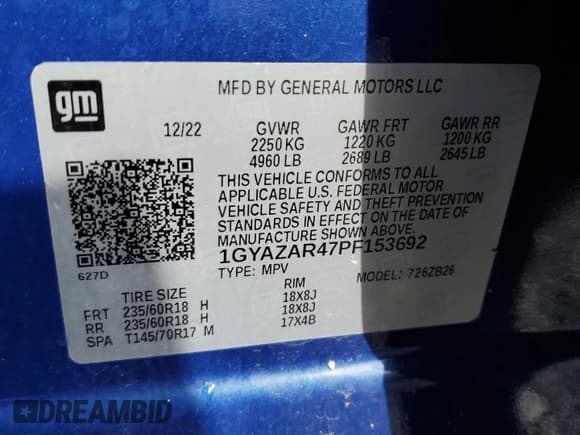 gm
MFD BY GENERAL MOTORS LLC
12/22 GVWR GAWR FRT GAWR RR
2250 KG 1220 KG 1200 KG
4960 LB 2689 LB 2645 LB
THIS VEHICLE CONFORMS TO ALL
APPLICABLE U.S. FEDERAL MOTOR
VEHICLE SAFETY AND THEFT PREVENTION
STANDARDS IN EFFECT ON THE DATE OF
MANUFACTURE SHOWN ABOVE.
627D 1GYAZAR47PF153692
TYPE: MPV MODEL: 726ZB26
TIRE SIZE RIM
FRT 235/60R18 H 18X8J
RR 235/60R18 H 18X8J
SPA T145/70R17 M 17X4B
DREAMBID